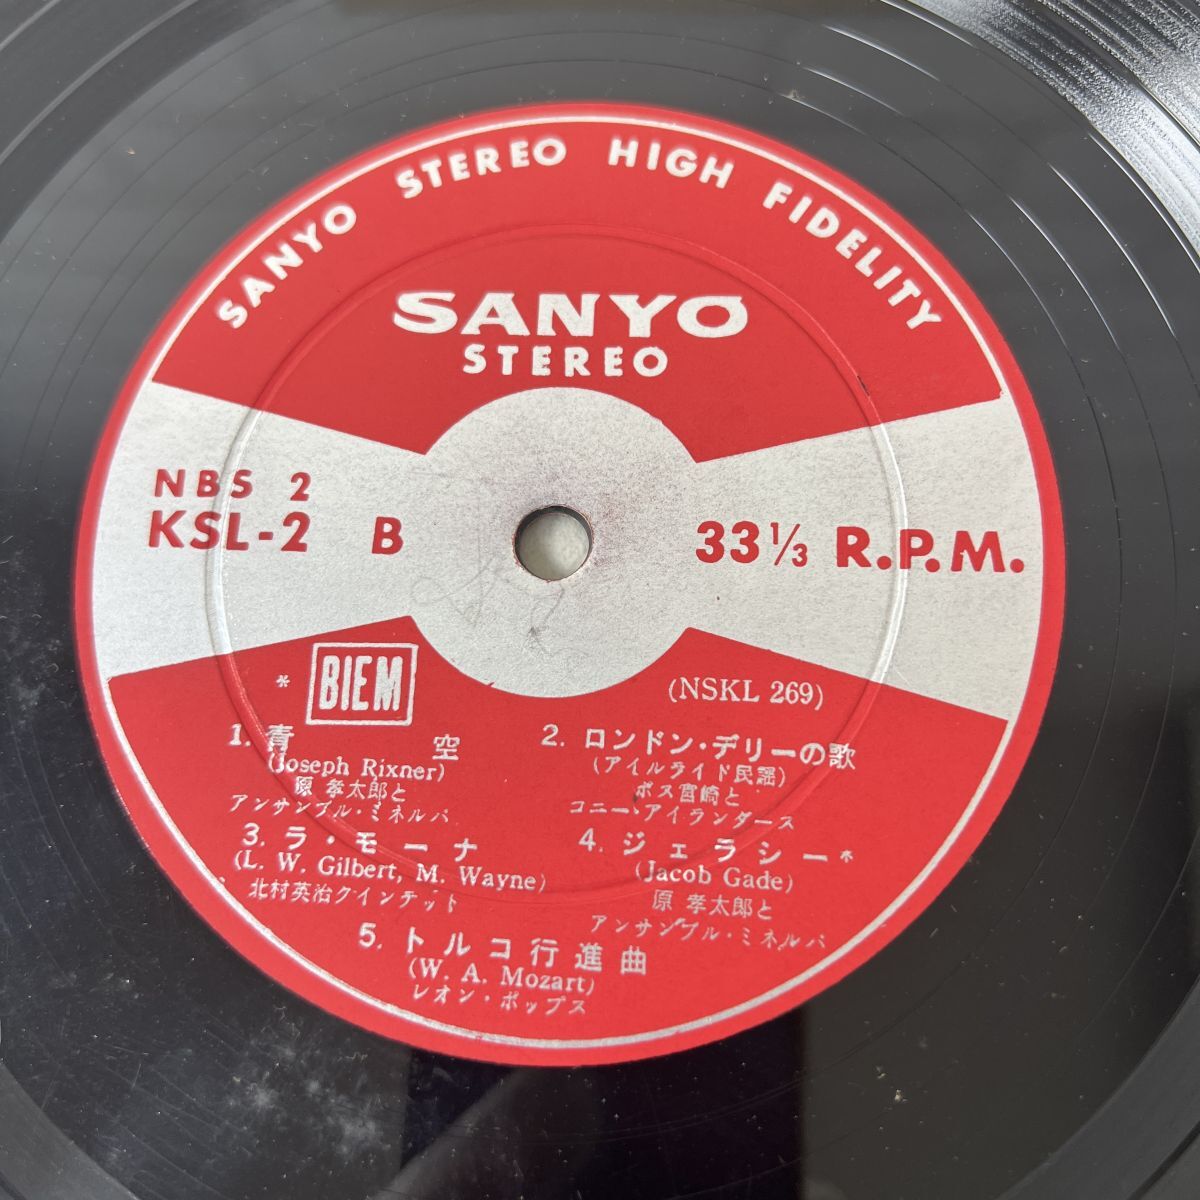 SANYO STEREO HIGH FIDELITY
SANYO
STEREO
NBS 2
KSL-2 B
33 1/3 R.P.M.
* BIEM
(NSKL 269)
1. 青空
(Joseph Rixner)
原 孝太郎と
アンサンブル・ミネルバ
2. ロンドン・デリーの歌
(アイルライド民謡)
ポス宮崎と
コニー・アイランダース
3. ラ・モーナ
(L. W. Gilbert, M. Wayne)
北村英治クインテット
4. ジェラシー*
(Jacob Gade)
原 孝太郎と
アンサンブル・ミネルバ
5. トルコ行進曲
(W. A. Mozart)
レオン・ポップス